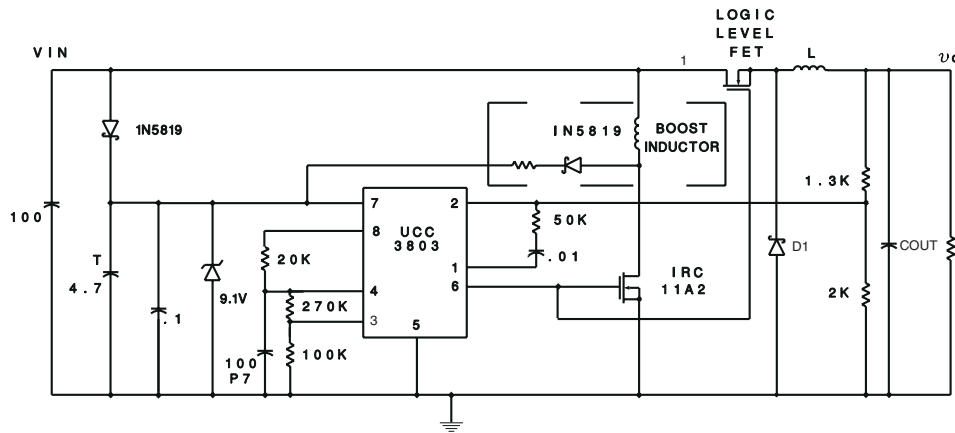 LOGIC
LEVEL
FET
VIN
1
L
1N5819
IN5819
BOOST
INDUCTOR
1.3K
100
7
2
UCC
3803
8
50K
20K
.01
D1
COUT
T
4.7
1
6
IRC
11A2
9.1V
4
270K
2K
.1
3
5
100K
100
P7